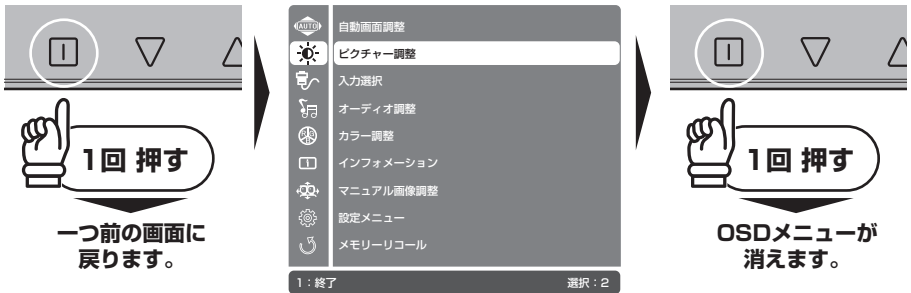 1回 押す
一つ前の画面に
戻ります。
AUTO
自動画面調整
ピクチャー調整
入力選択
オーディオ調整
カラー調整
インフォメーション
マニュアル画像調整
設定メニュー
メモリーリコール
1：終了
選択：2
1回 押す
OSDメニューが
消えます。